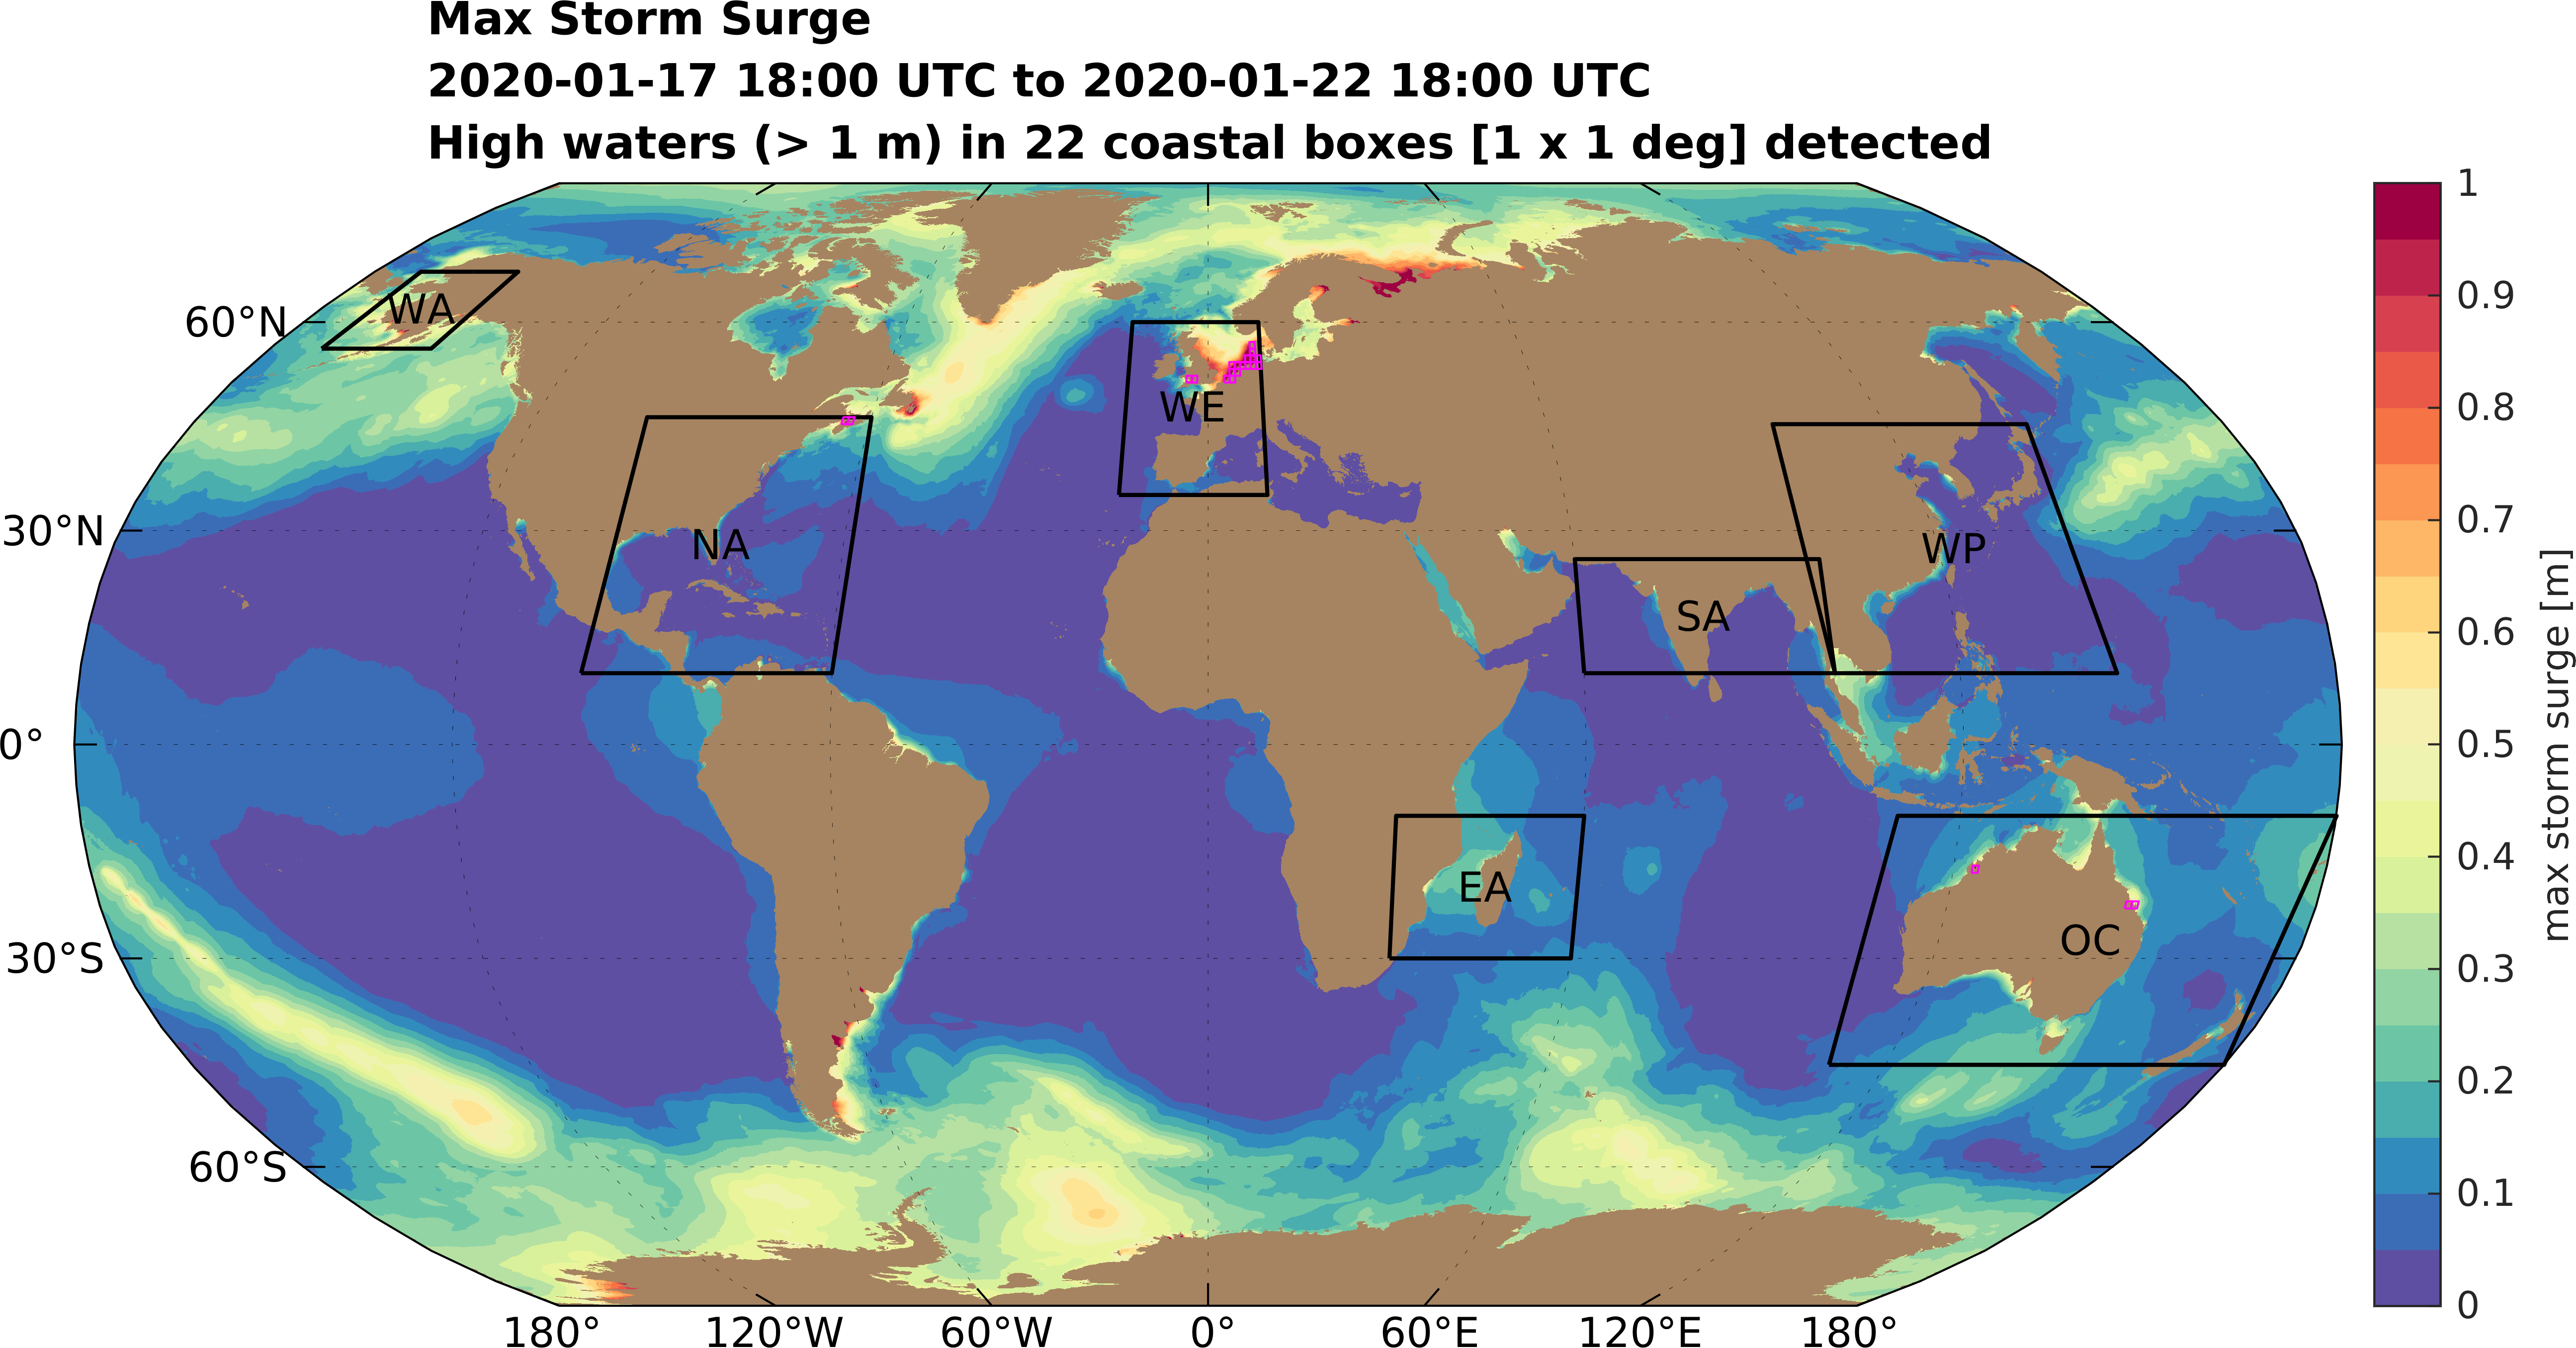 Max Storm Surge
2020-01-17 18:00 UTC to 2020-01-22 18:00 UTC
High waters (> 1 m) in 22 coastal boxes [1 x 1 deg] detected
WA
60°N
WE
NA
30°N
WP
SA
0°
EA
OC
30°S
60°S
180°
120°W
60°W
0°
60°E
120°E
180°
1
0.9
0.8
0.7
0.6
0.5
0.4
0.3
0.2
0.1
0
max storm surge [m]